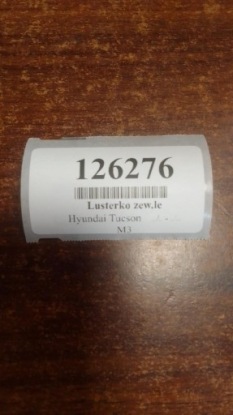 126276
Lusterko zew.le
Hyundai Tucson
M3